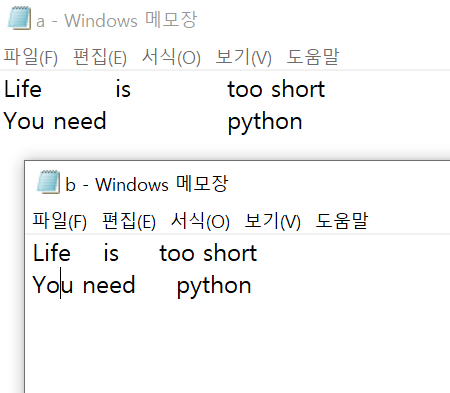 a - Windows 메모장
파일(F) 편집(E) 서식(O) 보기(V) 도움말
Life is too short
You need python
b - Windows 메모장
파일(F) 편집(E) 서식(O) 보기(V) 도움말
Life is too short
You need python